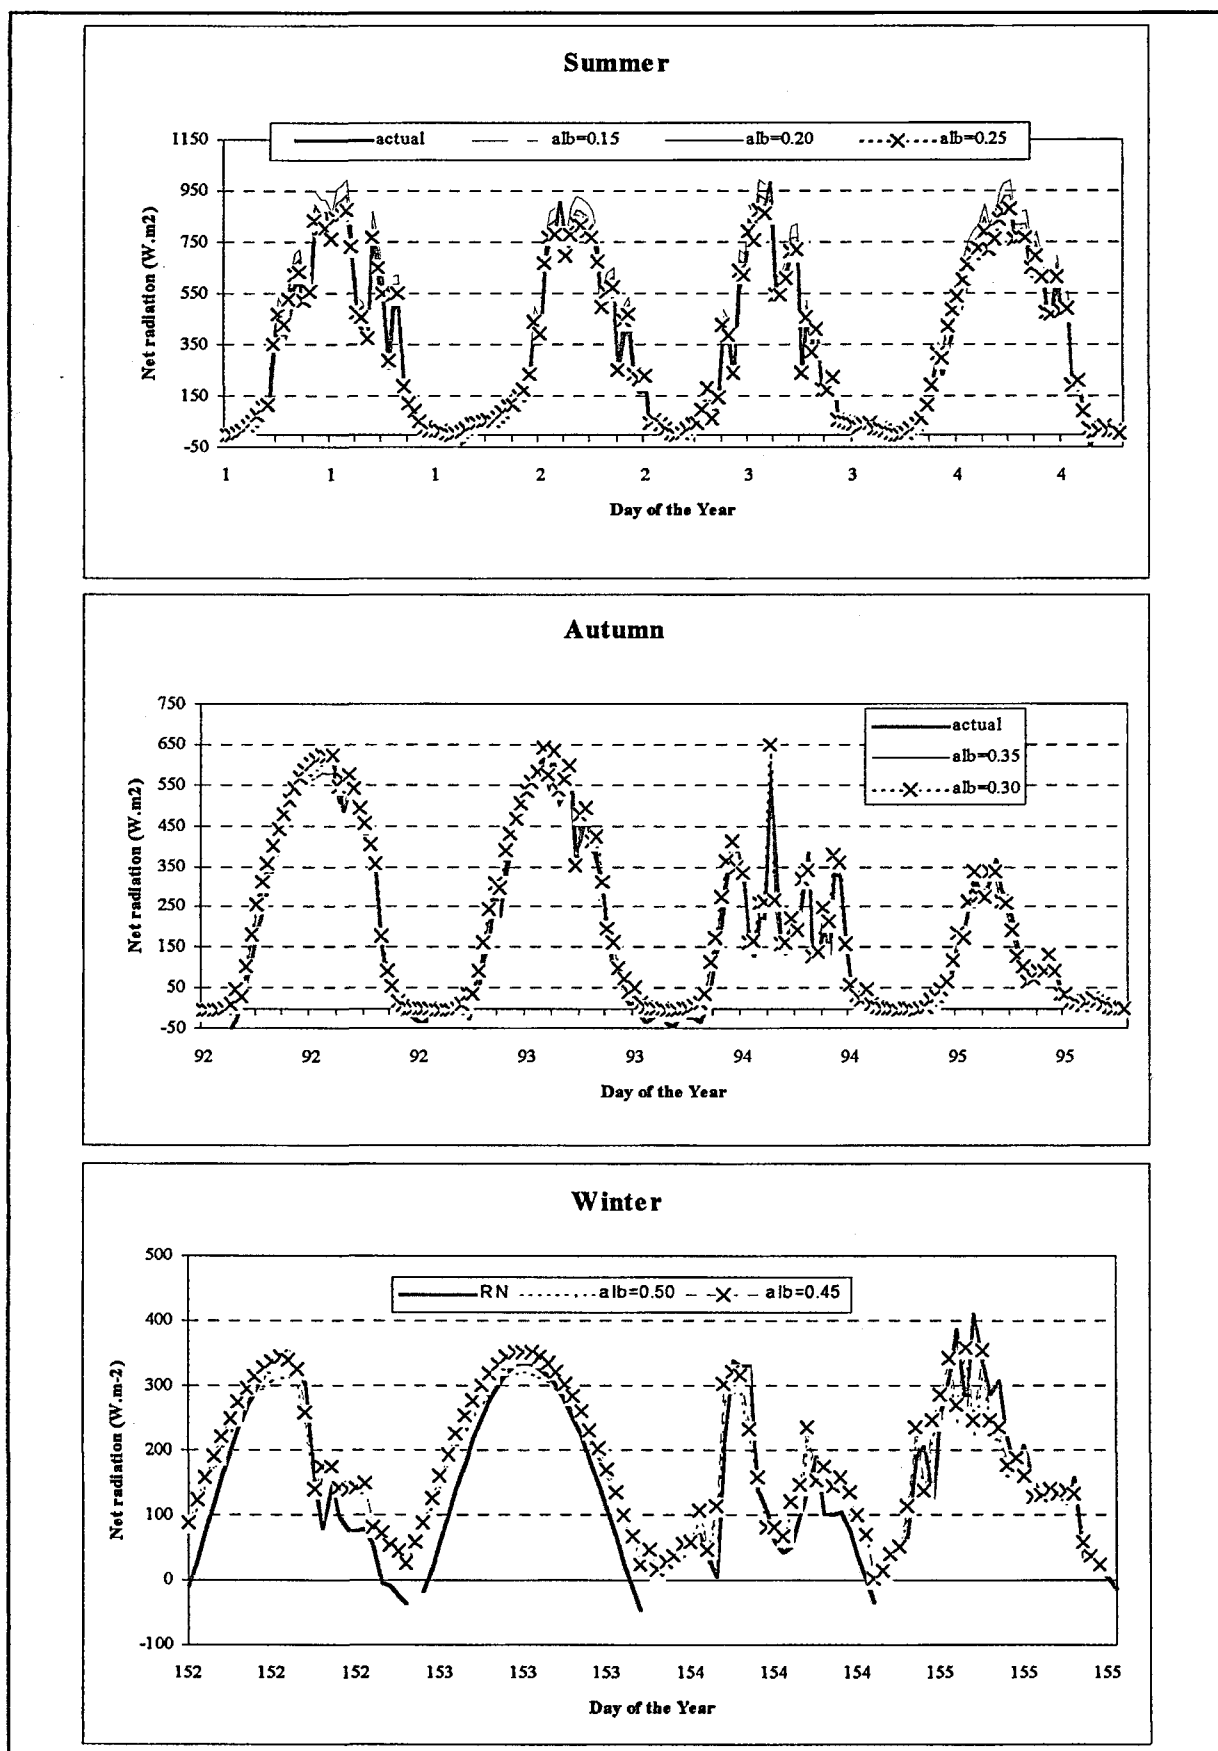 Summer
actual alb=0.15 alb=0.20 alb=0.25
1150
950
750
550
350
150
-50
Net radiation (W.m2)
1 1 1 2 2 3 3 4 4
Day of the Year
Autumn
750
650
550
450
350
250
150
50
-50
Net radiation (W.m2)
actual
alb=0.35
alb=0.30
92 92 92 93 93 94 94 95 95
Day of the Year
Winter
500
400
300
200
100
0
-100
Net radiation (W.m-2)
RN alb=0.50 alb=0.45
152 152 152 153 153 153 154 154 154 155 155 155
Day of the Year